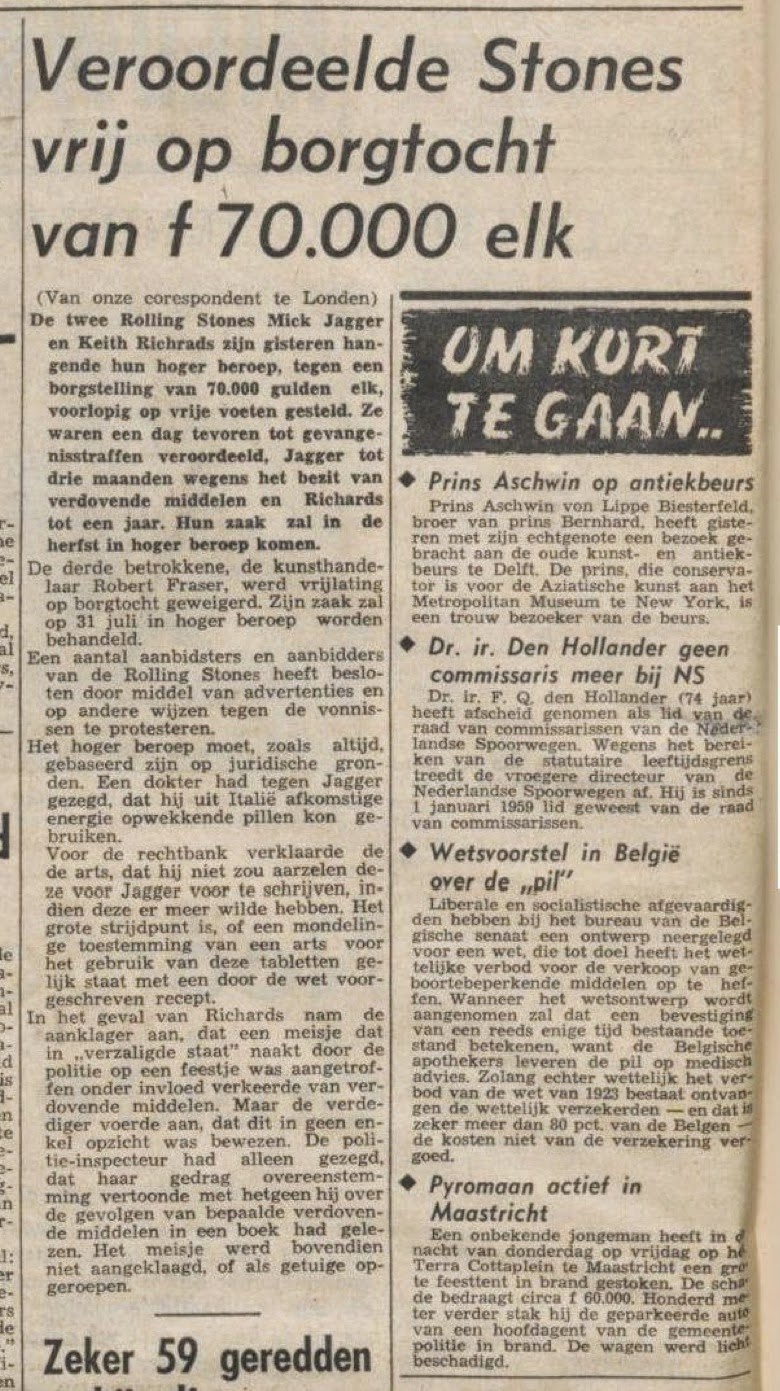 Veroordeelde Stones
vrij op borgtocht
van f 70.000 elk
(Van onze corespondent te Londen)
De twee Rolling Stones Mick Jagger
en Keith Richrads zijn gisteren han-
gende hun hoger beroep, tegen een
borgstelling van 70.000 gulden elk,
voorlopig op vrije voeten gesteld. Ze
waren een dag tevoren tot gevange-
nisstraffen veroordeeld, Jagger tot
drie maanden wegens het bezit van
verdovende middelen en Richards
tot een jaar. Hun zaak zal in de
herfst in hoger beroep komen.
De derde betrokkene, de kunsthande-
laar Robert Fraser, werd vrijlating
op borgtocht geweigerd. Zijn zaak zal
op 31 juli in hoger beroep worden
behandeld.
Een aantal aanbidsters en aanbidders
van de Rolling Stones heeft beslo-
ten door middel van advertenties en
op andere wijzen tegen de vonnis-
sen te protesteren.
Het hoger beroep moet, zoals altijd,
gebaseerd zijn op juridische gron-
den. Een dokter had tegen Jagger
gezegd, dat hij uit Italië afkomstige
energie opwekkende pillen kon ge-
bruiken.
Voor de rechtbank verklaarde de
de arts, dat hij niet zou aarzelen de-
ze voor Jagger voor te schrijven, in-
dien deze er meer wilde hebben. Het
grote strijdpunt is, of een mondelin-
ge toestemming van een arts voor
het gebruik van deze tabletten ge-
lijk staat met een door de wet voor-
geschreven recept.
In het geval van Richards nam de
aanklager aan, dat een meisje dat
in „verzaligde staat" naakt door de
politie op een feestje was aangetrof-
fen onder invloed verkeerde van ver-
dovende middelen. Maar de verde-
diger voerde aan, dat dit in geen en-
kel opzicht was bewezen. De poli-
tie-inspecteur had alleen gezegd,
dat haar gedrag overeenstem-
ming vertoonde met hetgeen hij over
de gevolgen van bepaalde verdoven-
de middelen in een boek had gele-
zen. Het meisje werd bovendien
niet aangeklaagd, of als getuige op-
geroepen.
Zeker 59 geredden
OM KORT
TE GAAN..
◆ Prins Aschwin op antiekbeurs
Prins Aschwin von Lippe Biesterfeld,
broer van prins Bernhard, heeft giste-
ren met zijn echtgenote een bezoek ge-
bracht aan de oude kunst- en antiek-
beurs te Delft. De prins, die conserva-
tor is voor de Aziatische kunst aan het
Metropolitan Museum te New York, is
een trouw bezoeker van de beurs.
◆ Dr. ir. Den Hollander geen
commissaris meer bij NS
Dr. ir. F. Q. den Hollander (74 jaar)
heeft afscheid genomen als lid van de
raad van commissarissen van de Neder-
landse Spoorwegen. Wegens het berei-
ken van de statutaire leeftijdsgrens
treedt de vroegere directeur van de
Nederlandse Spoorwegen af. Hij is sinds
1 januari 1959 lid geweest van de raad
van commissarissen.
◆ Wetsvoorstel in België
over de „pil"
Liberale en socialistische afgevaardig-
den hebben bij het bureau van de Bel-
gische senaat een ontwerp neergelegd
voor een wet, die tot doel heeft het wet-
telijke verbod voor de verkoop van ge-
boortebeperkende middelen op te hef-
fen. Wanneer het wetsontwerp wordt
aangenomen zal dat een bevestiging
van een reeds enige tijd bestaande toe-
stand betekenen, want de Belgische
apothekers leveren de pil op medisch
advies. Zolang echter wettelijk het ver-
bod van de wet van 1923 bestaat ontvan-
gen de wettelijk verzekerden — en dat is
zeker meer dan 80 pct. van de Belgen —
de kosten niet van de verzekering ver-
goed.
◆ Pyromaan actief in
Maastricht
Een onbekende jongeman heeft in d
nacht van donderdag op vrijdag op he
Terra Cottaplein te Maastricht een gro
te feesttent in brand gestoken. De scha
de bedraagt circa f 60.000. Honderd me
ter verder stak hij de geparkeerde auto
van een hoofdagent van de gemeente-
politie in brand. De wagen werd licht
beschadigd.